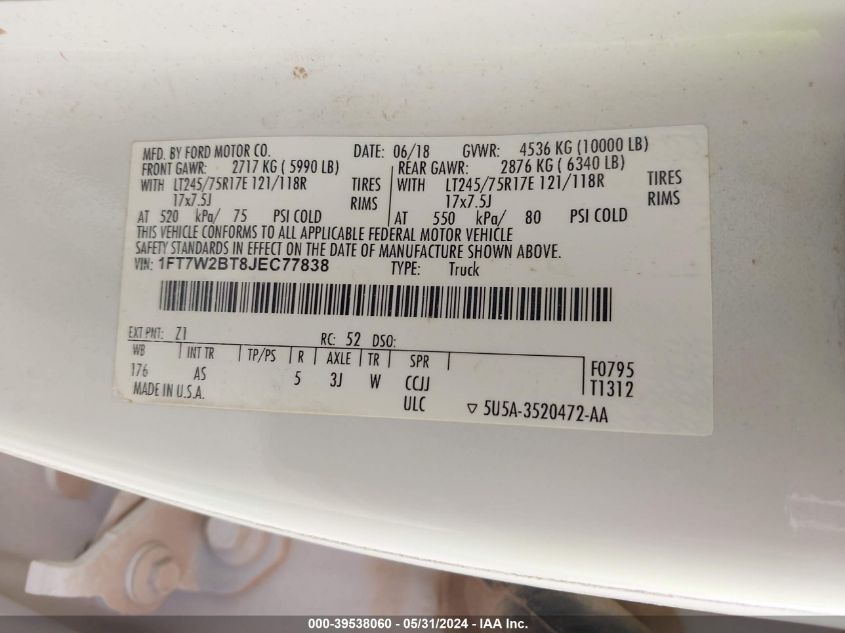 MFD. BY FORD MOTOR CO. DATE: 06/18 GVWR: 4536 KG (10000 LB)
FRONT GAWR: 2717 KG ( 5990 LB) REAR GAWR: 2876 KG ( 6340 LB)
WITH LT245/75R17E 121/118R TIRES WITH LT245/75R17E 121/118R TIRES
17x7.5J RIMS 17x7.5J RIMS
AT 520 kPa/ 75 PSI COLD AT 550 kPa/ 80 PSI COLD
THIS VEHICLE CONFORMS TO ALL APPLICABLE FEDERAL MOTOR VEHICLE
SAFETY STANDARDS IN EFFECT ON THE DATE OF MANUFACTURE SHOWN ABOVE.
VIN: 1FT7W2BT8JEC77838 TYPE: Truck
EXT PNT: Z1 RC: 52 DSO:
WB INT TR TP/PS R AXLE TR SPR F0795
176 AS 5 3J W CCJJ T1312
MADE IN U.S.A. ULC ▽ 5U5A-3520472-AA
000-39538060 - 05/31/2024 - IAA Inc.